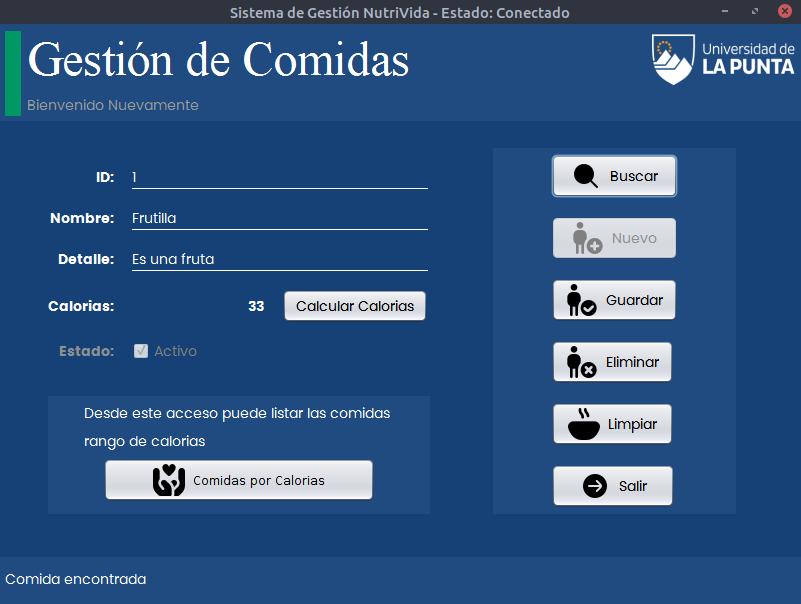 Sistema de Gestión NutriVida - Estado: Conectado
Gestión de Comidas
Universidad de
LA PUNTA
Bienvenido Nuevamente
ID: 1
Nombre: Frutilla
Detalle: Es una fruta
Calorias: 33 Calcular Calorias
Estado: Activo
Desde este acceso puede listar las comidas
rango de calorias
Comidas por Calorias
Buscar
Nuevo
Guardar
Eliminar
Limpiar
Salir
Comida encontrada